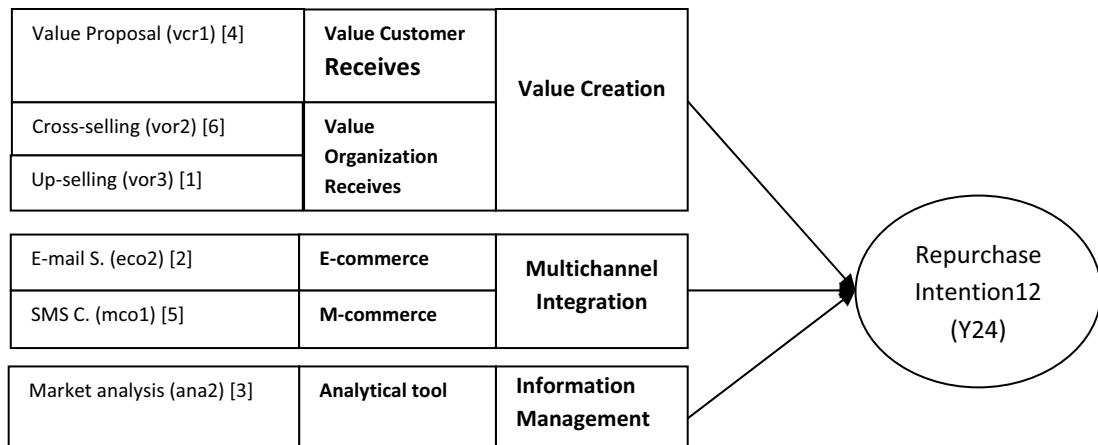 Value Proposal (vcr1) [4]
Value Customer
Receives
Value Creation
Cross-selling (vor2) [6]
Value
Organization
Receives
Up-selling (vor3) [1]
E-mail S. (eco2) [2]
E-commerce
Multichannel
Integration
SMS C. (mco1) [5]
M-commerce
Market analysis (ana2) [3]
Analytical tool
Information
Management
Repurchase
Intention12
(Y24)